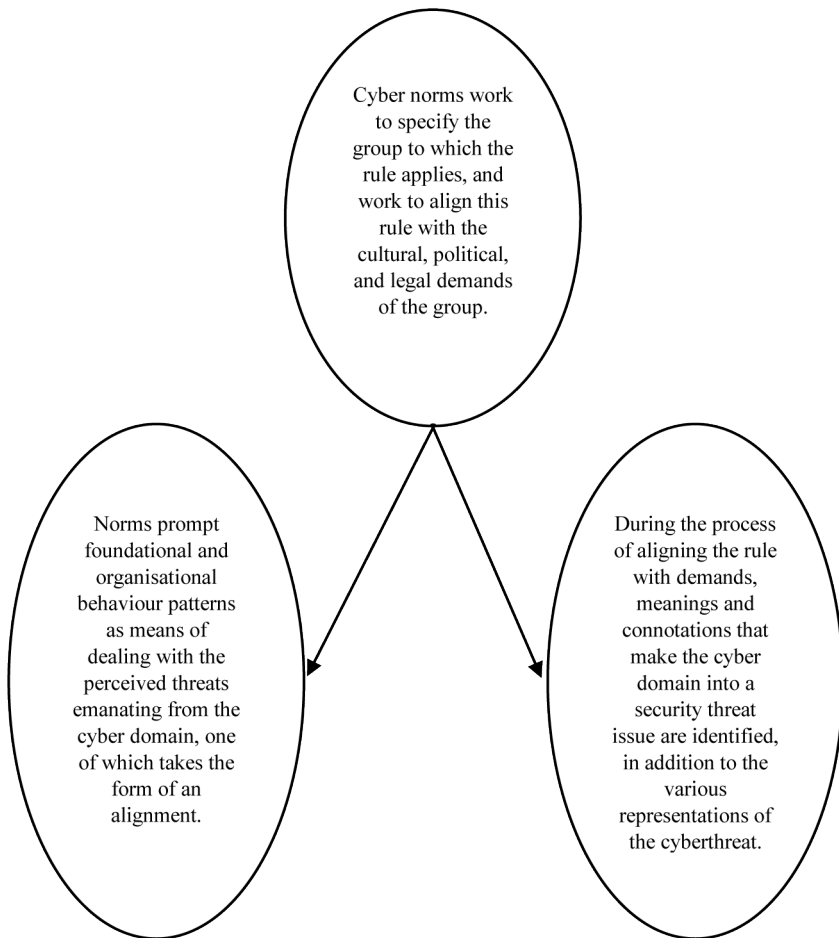 Cyber norms work
to specify the
group to which the
rule applies, and
work to align this
rule with the
cultural, political,
and legal demands
of the group.
Norms prompt
foundational and
organisational
behaviour patterns
as means of
dealing with the
perceived threats
emanating from the
cyber domain, one
of which takes the
form of an
alignment.
During the process
of aligning the rule
with demands,
meanings and
connotations that
make the cyber
domain into a
security threat
issue are identified,
in addition to the
various
representations of
the cyberthreat.